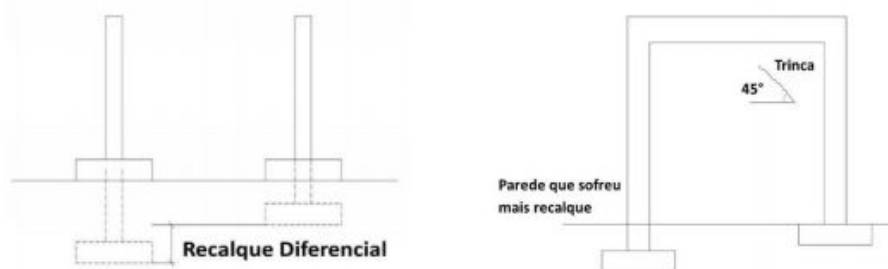 Recalque Diferencial
Trinca
45°
Parede que sofreu
mais recalque